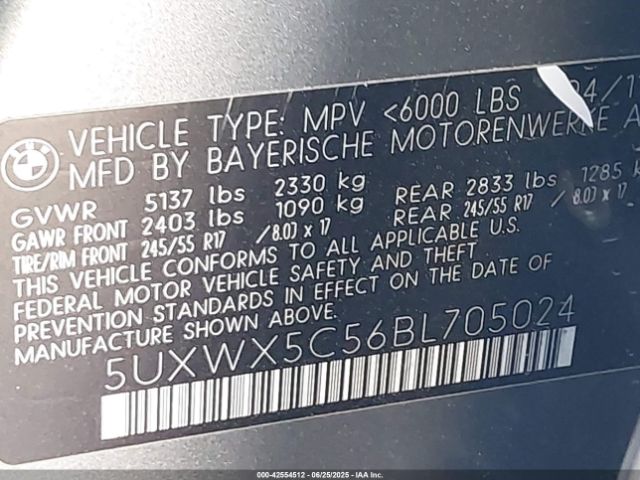 BMW
VEHICLE TYPE: MPV <6000 LBS 04/1
MFD BY BAYERISCHE MOTORENWERKE A
GVWR 5137 lbs 2330 kg
GAWR FRONT 2403 lbs 1090 kg REAR 2833 lbs 1285 k
TIRE/RIM FRONT 245/55 R17 / 8.0J x 17 REAR 245/55 R17 / 8.0J x 17
THIS VEHICLE CONFORMS TO ALL APPLICABLE U.S.
FEDERAL MOTOR VEHICLE SAFETY AND THEFT
PREVENTION STANDARDS IN EFFECT ON THE DATE OF
MANUFACTURE SHOWN ABOVE.
5UXWX5C56BL705024
000-42554512 - 06/25/2025 - IAA Inc.